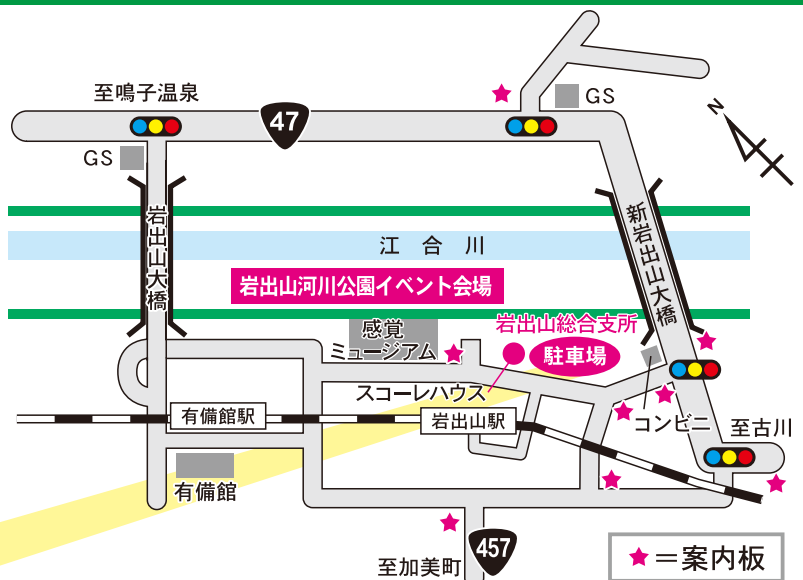 至鳴子温泉
47
GS
GS
N
岩出山大橋
新岩出山大橋
江合川
岩出山河川公園イベント会場
感覚
ミュージアム
岩出山総合支所
駐車場
スコーレハウス
有備館駅
岩出山駅
コンビニ
至古川
有備館
457
至加美町
★=案内板